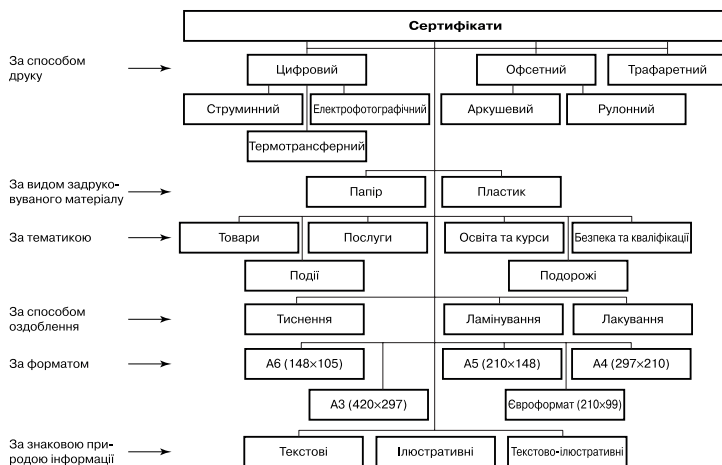 Сертифікати
За способом
друку
Цифровий
Офсетний
Трафаретний
Струминний
Електрофотографічний
Аркушевий
Рулонний
Термотрансферний
За видом задруко-
вуваного матеріалу
Папір
Пластик
За тематикою
Товари
Послуги
Освіта та курси
Безпека та кваліфікації
Події
Подорожі
За способом
оздоблення
Тиснення
Ламінування
Лакування
За форматом
А6 (148×105)
А5 (210×148)
А4 (297×210)
А3 (420×297)
Євроформат (210×99)
За знаковою при-
родою інформації
Текстові
Ілюстративні
Текстово-ілюстративні